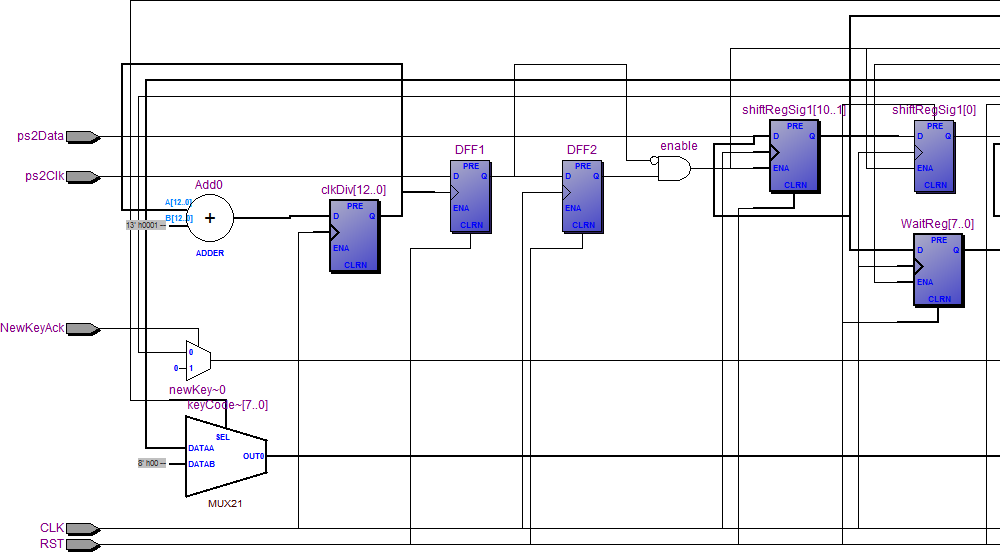 shiftRegSig1[10..1]
shiftRegSig1[0]
ps2Data
PRE
D
Q
ENA
CLRN
PRE
D
Q
ENA
CLRN
DFF1
DFF2
enable
ps2Clk
PRE
D
Q
ENA
CLRN
PRE
D
Q
ENA
CLRN
Add0
A[12..0]
B[12..0]
13' h0001
+
ADDER
clkDiv[12..0]
PRE
D
Q
ENA
CLRN
WaitReg[7..0]
PRE
D
Q
ENA
CLRN
NewKeyAck
0
0
1
newKey~0
keyCode~[7..0]
SEL
DATAA
8' h00
DATAB
OUT0
MUX21
CLK
RST